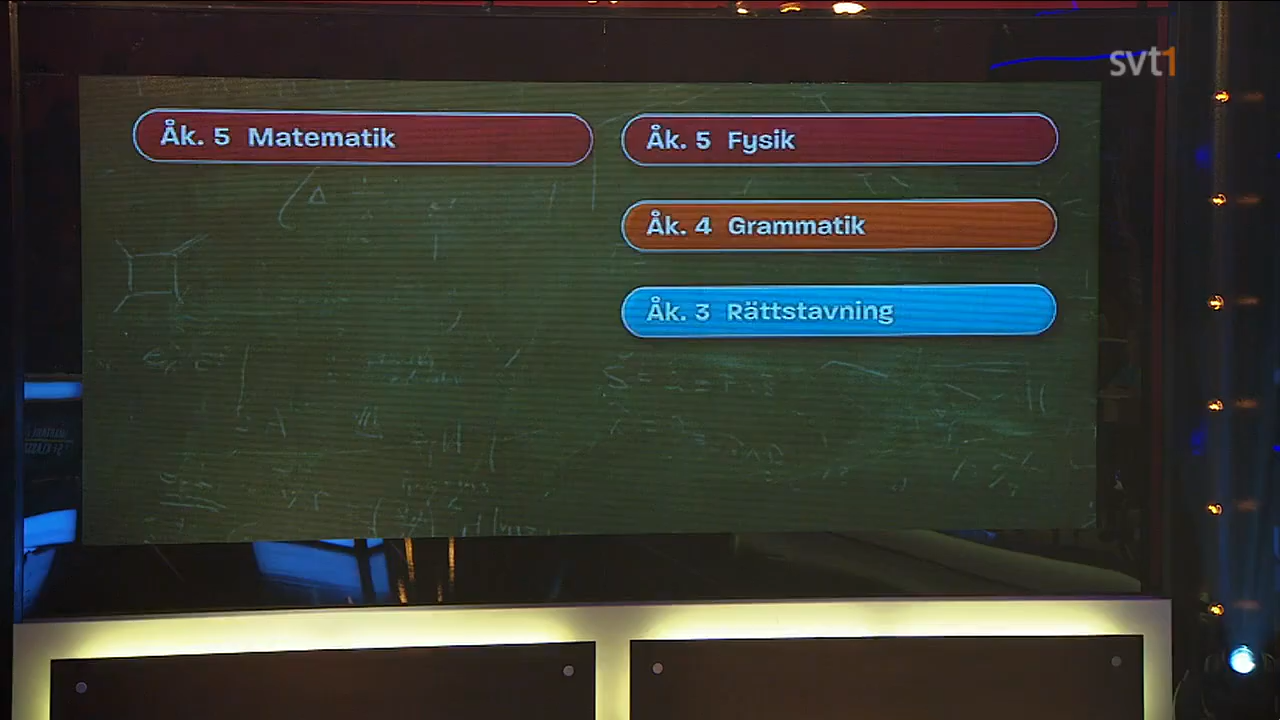 svt1
Åk. 5 Matematik
Åk. 5 Fysik
Åk. 4 Grammatik
Åk. 3 Rättstavning